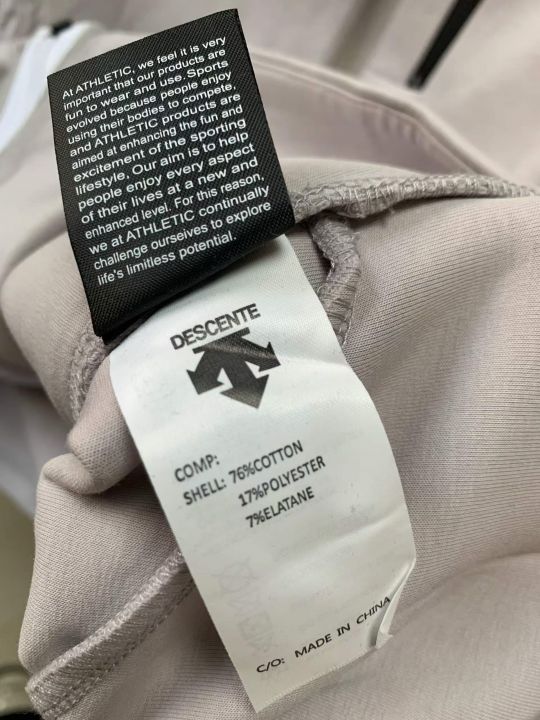 At ATHLETIC, we feel it is very
important that our products are
fun to wear and use. Sports
evolved because people enjoy
using their bodies to compete,
and ATHLETIC products are
aimed at enhancing the fun and
excitement of the sporting
lifestyle. Our aim is to help
people enjoy every aspect
of their lives at a new and
enhanced level. For this reason,
we at ATHLETIC continually
challenge ourselves to explore
life's limitless potential.
DESCENTE
COMP:
SHELL: 76%COTTON
17%POLYESTER
7%ELATANE
C/O: MADE IN CHINA